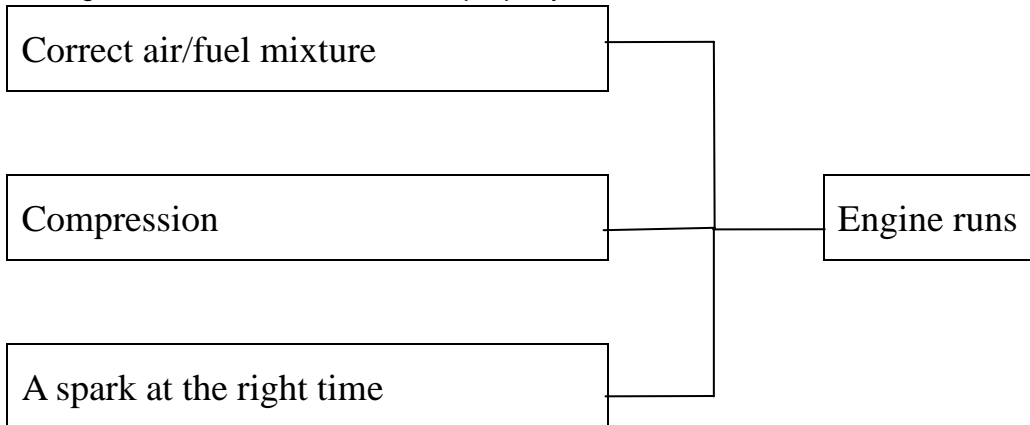 Correct air/fuel mixture
Compression
Engine runs
A spark at the right time